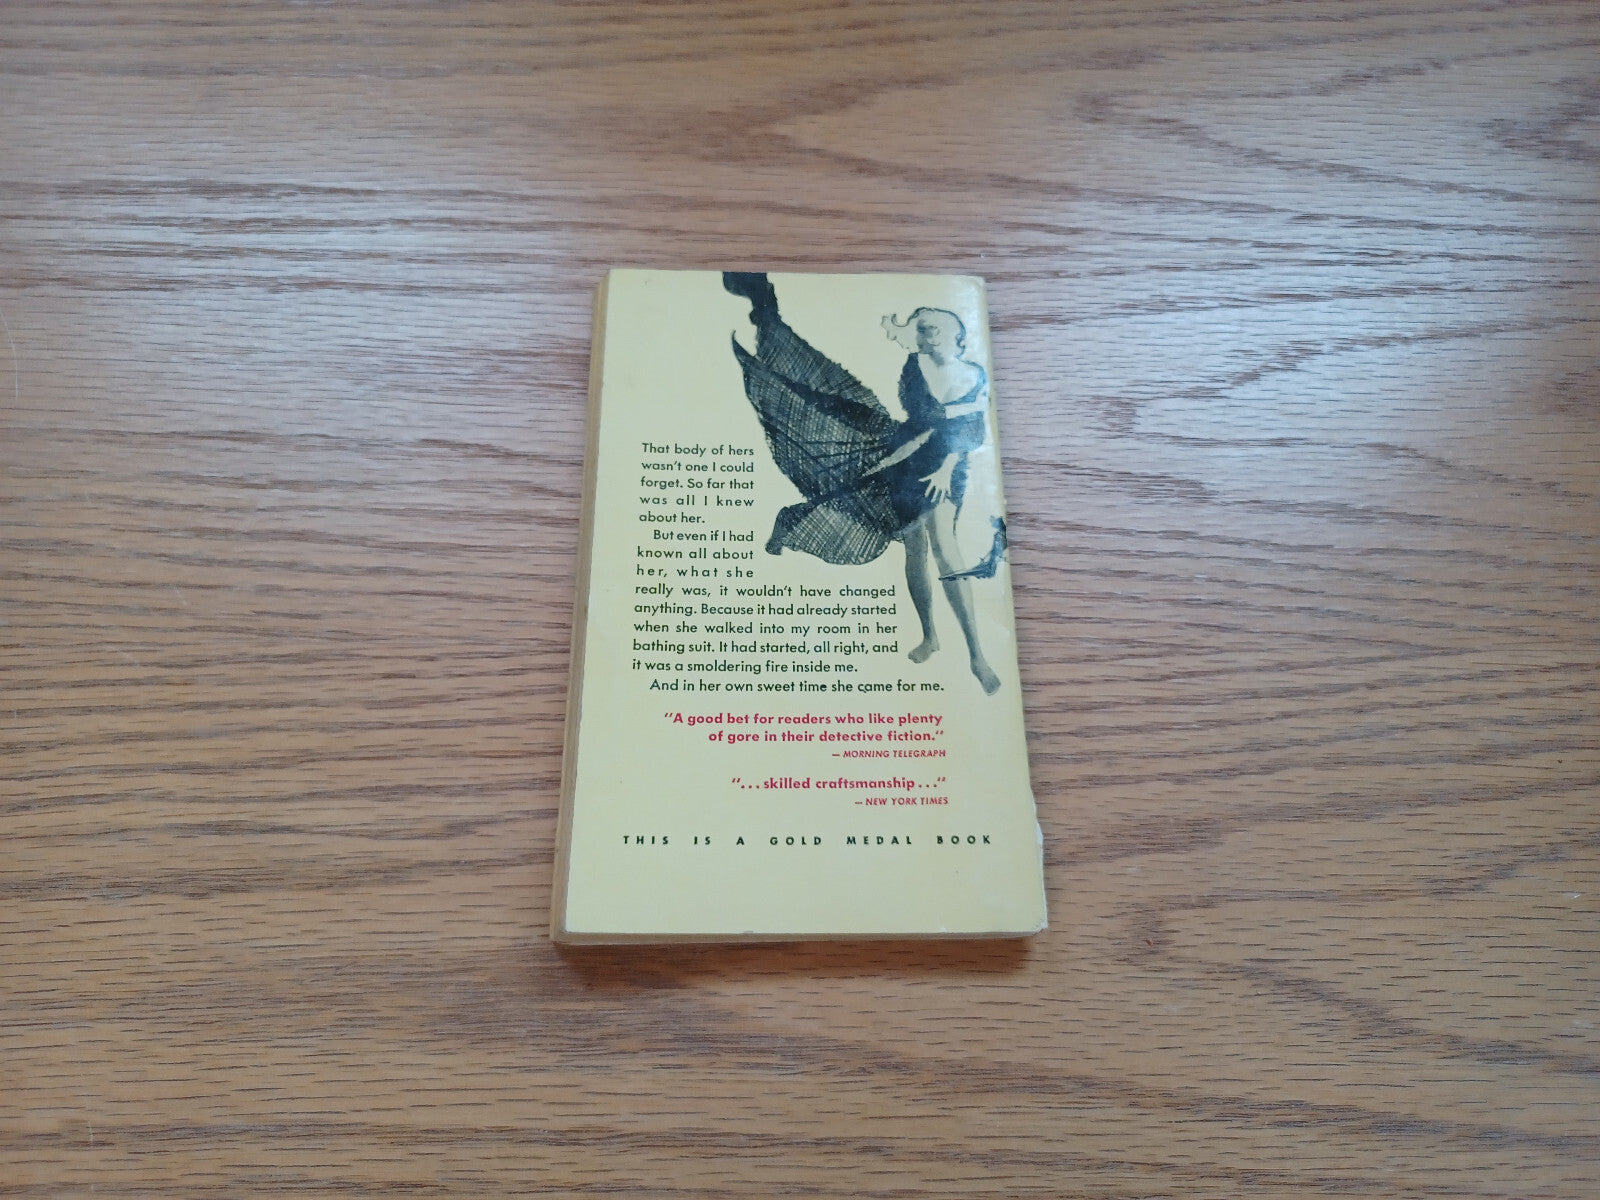 That body of hers
wasn't one I could
forget. So far that
was all I knew
about her.
But even if I had
known all about
her, what she
really was, it wouldn't have changed
anything. Because it had already started
when she walked into my room in her
bathing suit. It had started, all right, and
it was a smoldering fire inside me.
And in her own sweet time she came for me.
"A good bet for readers who like plenty
of gore in their detective fiction."
— MORNING TELEGRAPH
"...skilled craftsmanship..."
— NEW YORK TIMES
THIS IS A GOLD MEDAL BOOK